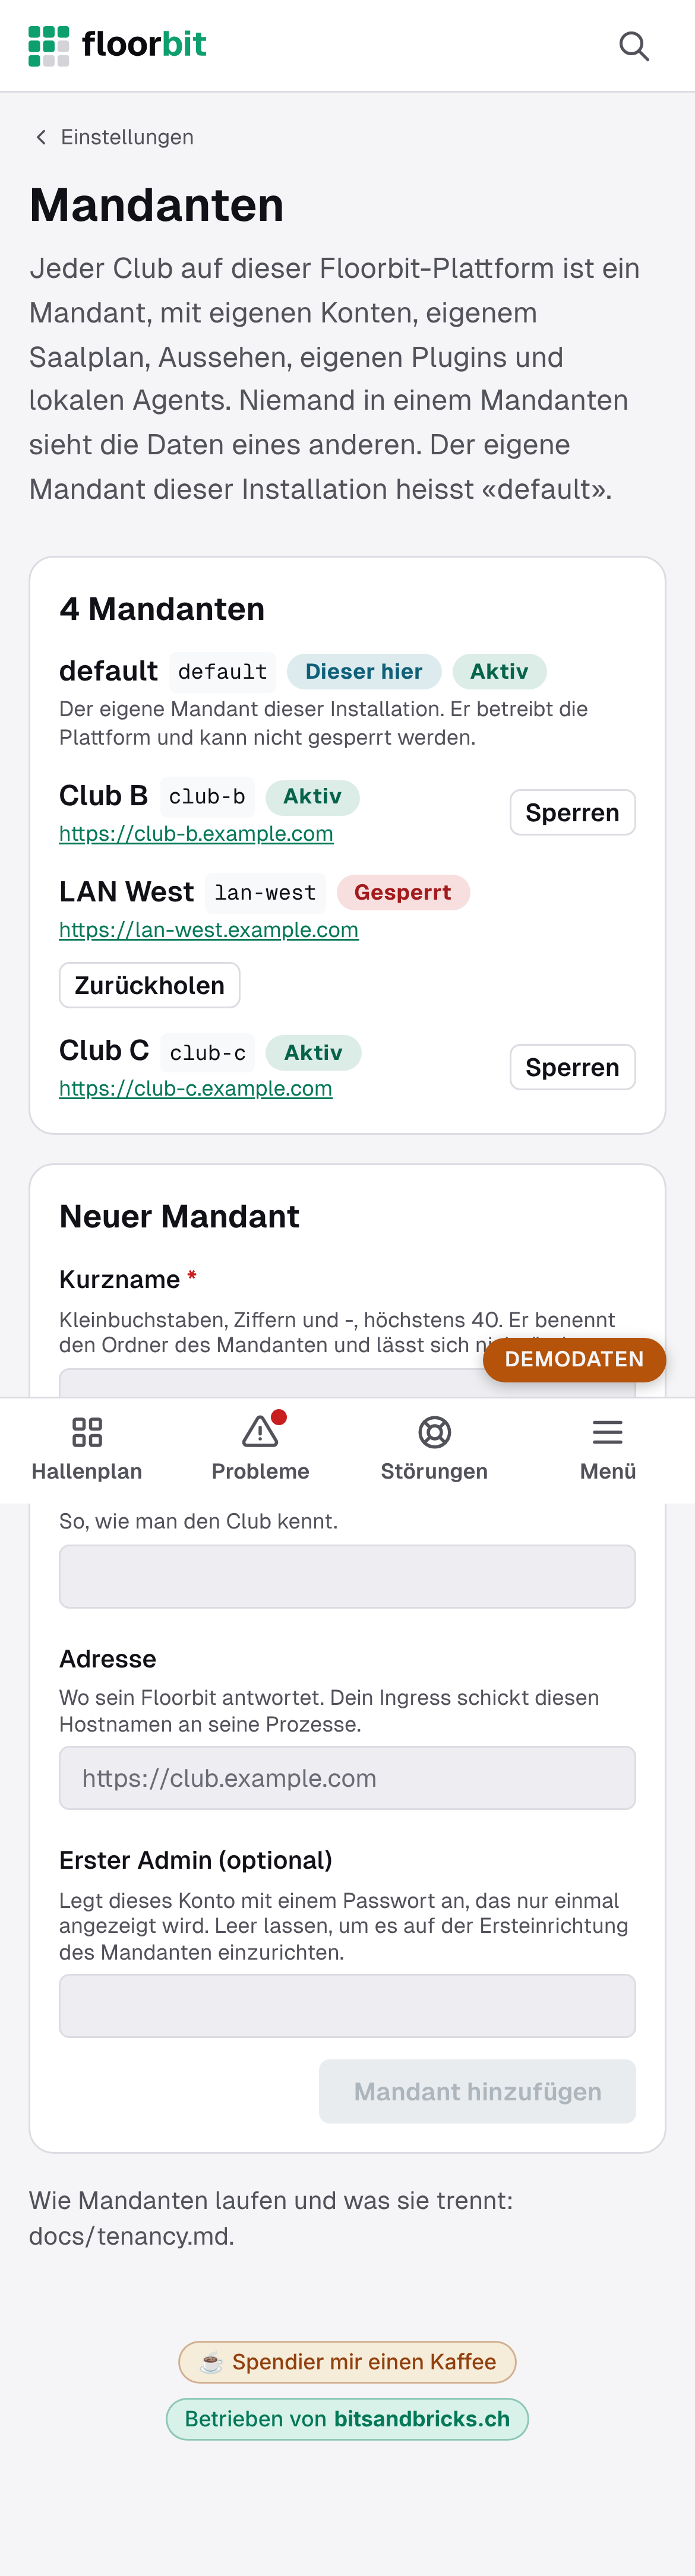 floorbit
Einstellungen
Mandanten
Jeder Club auf dieser Floorbit-Plattform ist ein
Mandant, mit eigenen Konten, eigenem
Saalplan, Aussehen, eigenen Plugins und
lokalen Agents. Niemand in einem Mandanten
sieht die Daten eines anderen. Der eigene
Mandant dieser Installation heisst «default».
4 Mandanten
default default Dieser hier Aktiv
Der eigene Mandant dieser Installation. Er betreibt die
Plattform und kann nicht gesperrt werden.
Club B club-b Aktiv
https://club-b.example.com
Sperren
LAN West lan-west Gesperrt
https://lan-west.example.com
Zurückholen
Club C club-c Aktiv
https://club-c.example.com
Sperren
Neuer Mandant
Kurzname *
Kleinbuchstaben, Ziffern und -, höchstens 40. Er benennt
den Ordner des Mandanten und lässt sich
DEMODATEN
Hallenplan Probleme Störungen Menü
So, wie man den Club kennt.
Adresse
Wo sein Floorbit antwortet. Dein Ingress schickt diesen
Hostnamen an seine Prozesse.
https://club.example.com
Erster Admin (optional)
Legt dieses Konto mit einem Passwort an, das nur einmal
angezeigt wird. Leer lassen, um es auf der Ersteinrichtung
des Mandanten einzurichten.
Mandant hinzufügen
Wie Mandanten laufen und was sie trennt:
docs/tenancy.md.
☕ Spendier mir einen Kaffee
Betrieben von bitsandbricks.ch